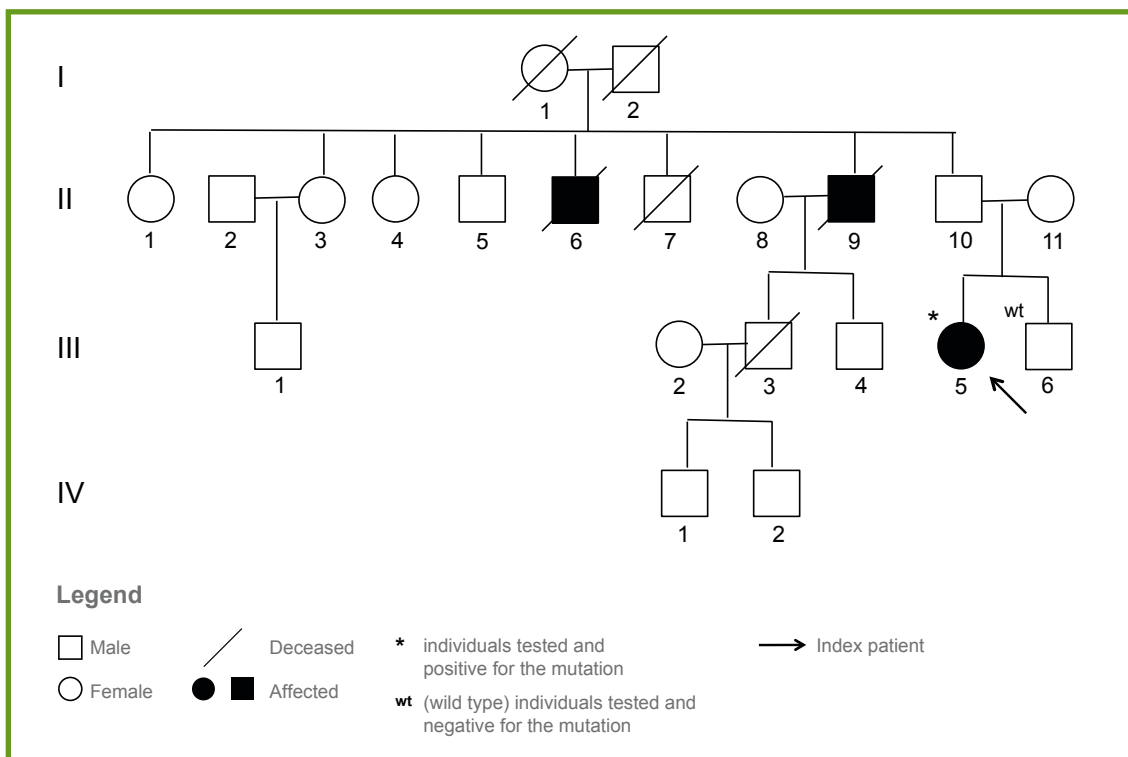 I
1 2
II
1 2 3 4 5 6 7 8 9 10 11
* wt
III
1 2 3 4 5 6
IV
1 2
Legend
Male
Deceased
* individuals tested and
positive for the mutation
Index patient
Female
Affected
wt (wild type) individuals tested and
negative for the mutation